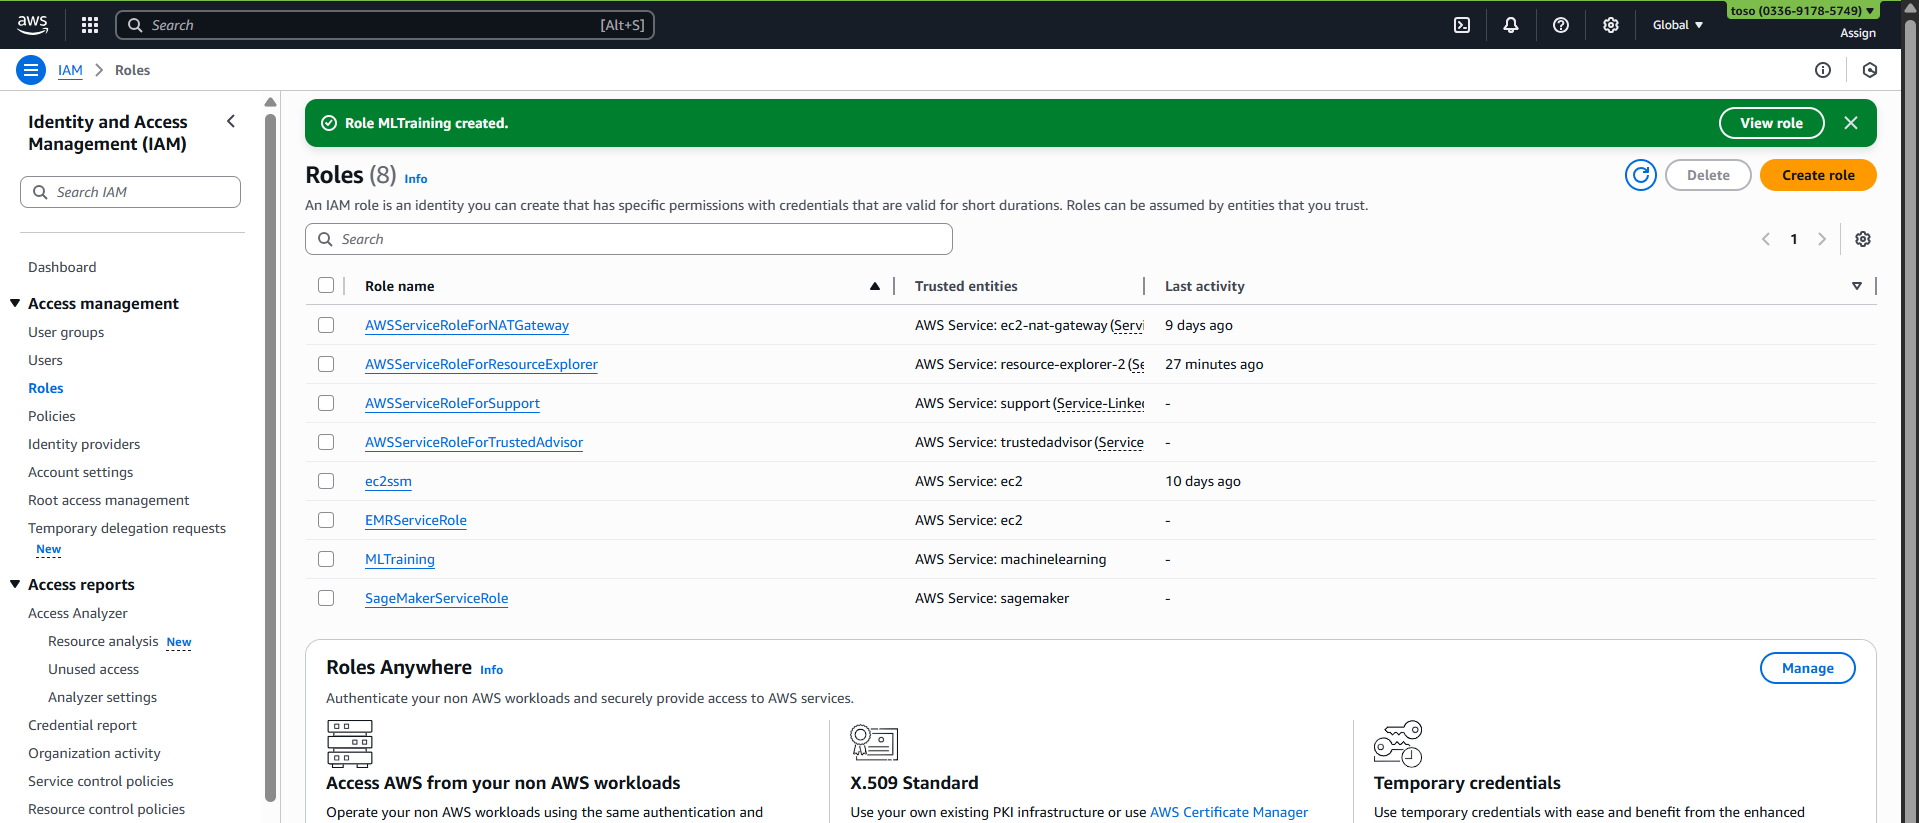 aws
Search
[Alt+S]
Global
toso (0336-9178-5749)
Assign
IAM
Roles
Identity and Access
Management (IAM)
Search IAM
Dashboard
Access management
User groups
Users
Roles
Policies
Identity providers
Account settings
Root access management
Temporary delegation requests
New
Access reports
Access Analyzer
Resource analysis New
Unused access
Analyzer settings
Credential report
Organization activity
Service control policies
Resource control policies
Role MLTraining created.
View role
Roles (8) Info
Delete
Create role
An IAM role is an identity you can create that has specific permissions with credentials that are valid for short durations. Roles can be assumed by entities that you trust.
Search
1
Role name Trusted entities Last activity
AWSServiceRoleForNATGateway AWS Service: ec2-nat-gateway (Servi 9 days ago
AWSServiceRoleForResourceExplorer AWS Service: resource-explorer-2 (Se 27 minutes ago
AWSServiceRoleForSupport AWS Service: support (Service-Linked -
AWSServiceRoleForTrustedAdvisor AWS Service: trustedadvisor (Service -
ec2ssm AWS Service: ec2 10 days ago
EMRServiceRole AWS Service: ec2 -
MLTraining AWS Service: machinelearning -
SageMakerServiceRole AWS Service: sagemaker -
Roles Anywhere Info
Manage
Authenticate your non AWS workloads and securely provide access to AWS services.
Access AWS from your non AWS workloads
Operate your non AWS workloads using the same authentication and
X.509 Standard
Use your own existing PKI infrastructure or use AWS Certificate Manager
Temporary credentials
Use temporary credentials with ease and benefit from the enhanced